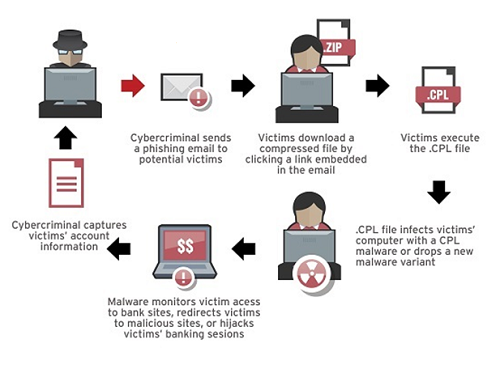 .ZIP
.CPL
Cybercriminal sends
a phishing email to
potential victims
Victims download a
compressed file by
clicking a link embedded
in the email
Victims execute
the .CPL file
.CPL file infects victims'
computer with a CPL
malware or drops a new
malware variant
$$
Malware monitors victim acess
to bank sites, redirects victims
to malicious sites, or hijacks
victims' banking sesions
Cybercriminal captures
victims' account
information